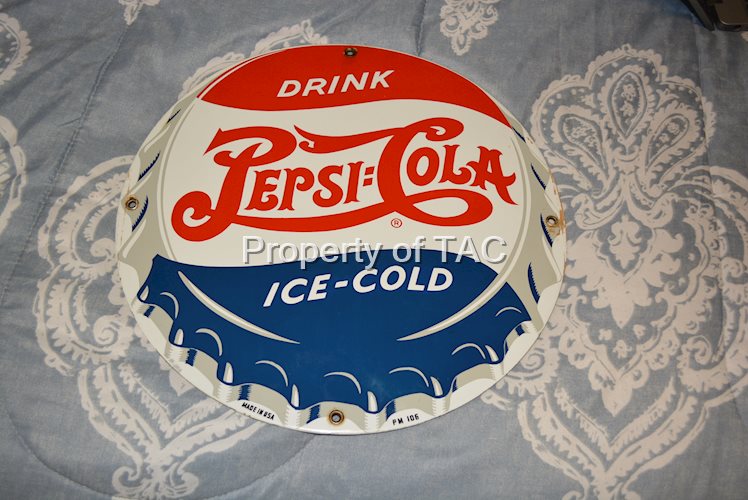 DRINK
PEPSI:COLA
®
Property of TAC
ICE-COLD
MADE IN USA
PM 106